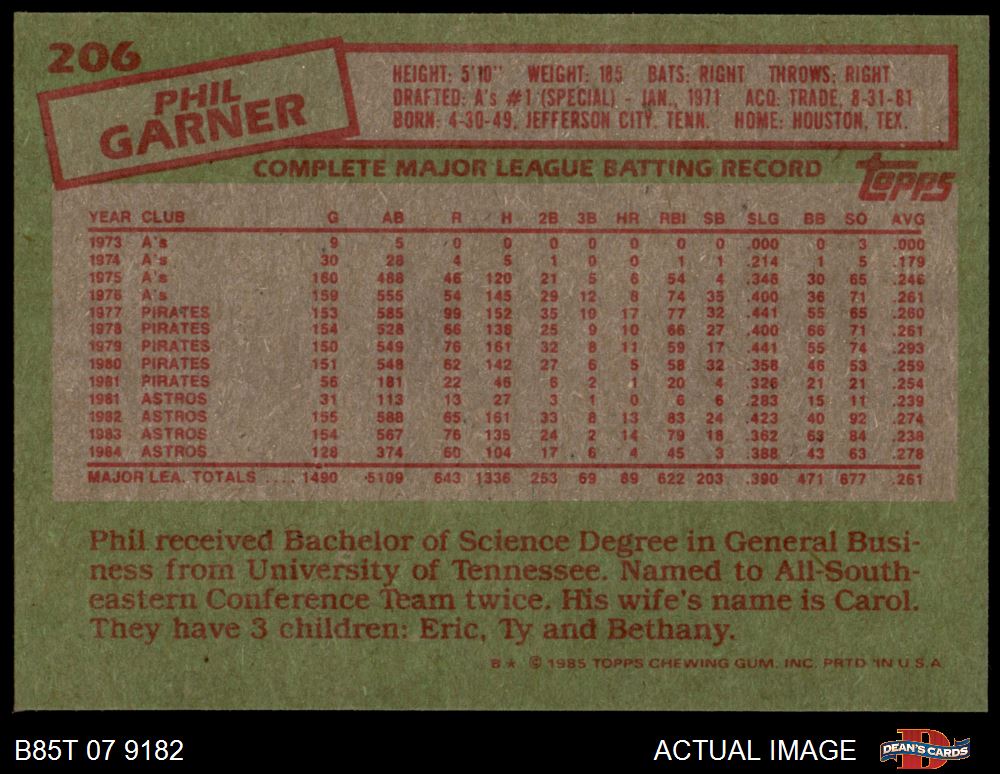 206
PHIL
GARNER
HEIGHT: 5'10" WEIGHT: 185 BATS: RIGHT THROWS: RIGHT
DRAFTED: A's #1 (SPECIAL) - JAN., 1971 ACQ: TRADE, 8-31-81
BORN: 4-30-49, JEFFERSON CITY, TENN. HOME: HOUSTON, TEX.
COMPLETE MAJOR LEAGUE BATTING RECORD
Topps
YEAR CLUB G AB R H 2B 3B HR RBI SB SLG BB SO AVG
1973 A's 9 5 0 0 0 0 0 0 0 .000 0 3 .000
1974 A's 30 28 4 5 1 0 0 1 1 .214 1 5 .179
1975 A's 160 488 46 120 21 5 6 54 4 .346 30 65 .246
1976 A's 159 555 54 145 29 12 8 74 35 .400 36 71 .261
1977 PIRATES 153 585 99 152 35 10 17 77 32 .441 55 65 .260
1978 PIRATES 154 528 66 138 25 9 10 66 27 .400 66 71 .261
1979 PIRATES 150 549 76 161 32 8 11 59 17 .441 55 74 .293
1980 PIRATES 151 548 62 142 27 6 5 58 32 .358 46 53 .259
1981 PIRATES 56 181 22 46 6 2 1 20 4 .326 21 21 .254
1981 ASTROS 31 113 13 27 3 1 0 6 6 .283 15 11 .239
1982 ASTROS 155 588 65 161 33 8 13 83 24 .423 40 92 .274
1983 ASTROS 154 567 76 135 24 2 14 79 18 .362 63 84 .238
1984 ASTROS 128 374 60 104 17 6 4 45 3 .388 43 63 .278
MAJOR LEA. TOTALS .... 1490 5109 643 1336 253 69 89 622 203 .390 471 677 .261
Phil received Bachelor of Science Degree in General Busi-
ness from University of Tennessee. Named to All-South-
eastern Conference Team twice. His wife's name is Carol.
They have 3 children: Eric, Ty and Bethany.
B★ © 1985 TOPPS CHEWING GUM, INC. PRTD IN U.S.A.
B85T 07 9182
ACTUAL IMAGE
DEAN'S CARDS